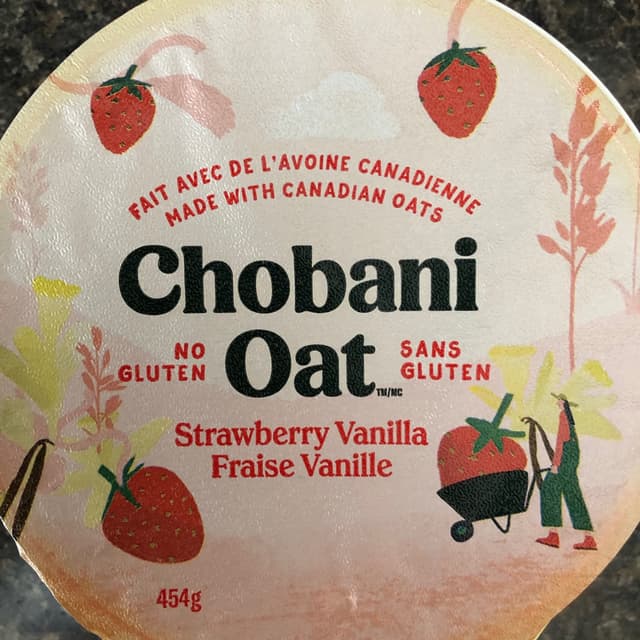 FAIT AVEC DE L'AVOINE CANADIENNE
MADE WITH CANADIAN OATS
Chobani
NO GLUTEN
Oat TM/MC
SANS GLUTEN
Strawberry Vanilla
Fraise Vanille
454g